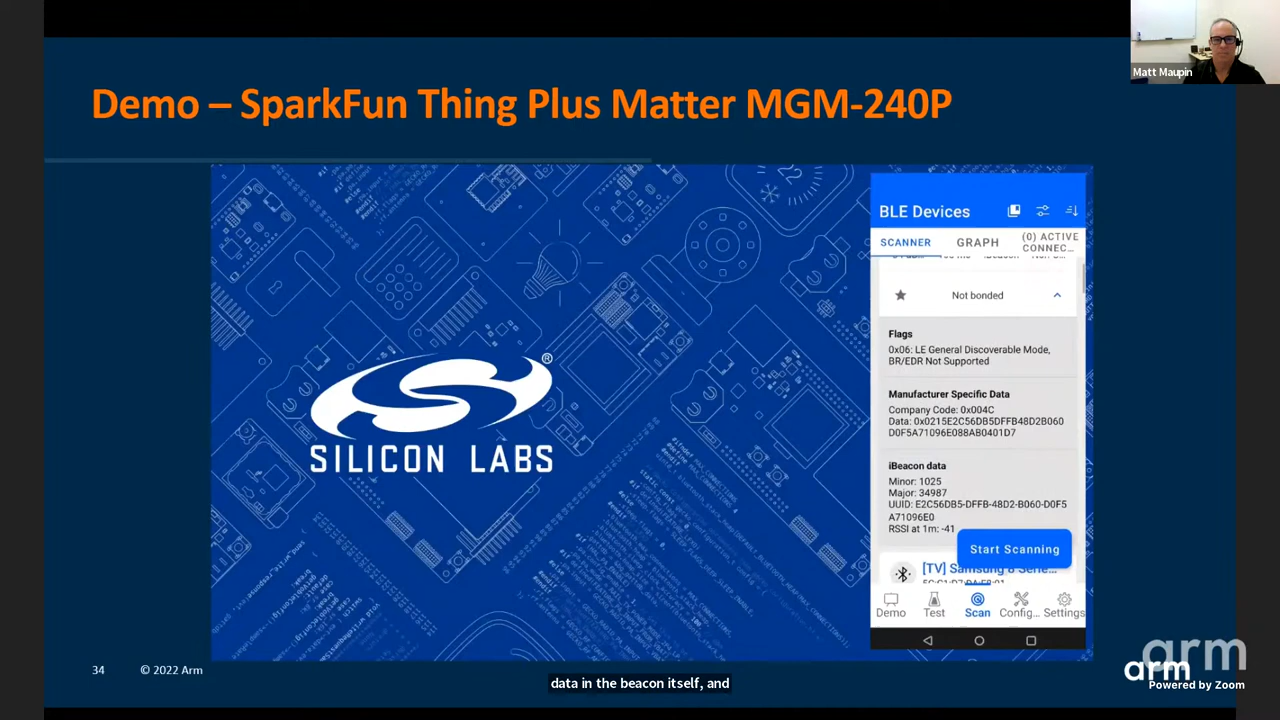 Matt Maupin
Demo – SparkFun Thing Plus Matter MGM-240P
BLE Devices
SCANNER
GRAPH
(0) ACTIVE
CONNEC...
Not bonded
Flags
0x06: LE General Discoverable Mode,
BR/EDR Not Supported
Manufacturer Specific Data
Company Code: 0x004C
Data: 0x0215E2C56DB5DFFB48D2B060
D0F5A71096E088AB0401D7
iBeacon data
Minor: 1025
Major: 34987
UUID: E2C56DB5-DFFB-48D2-B060-D0F5
A71096E0
RSSI at 1m: -41
Start Scanning
[TV] Samsung 8 Serie...
Demo
Test
Scan
Config...
Settings
SILICON LABS
®
34
© 2022 Arm
arm
arm
Powered by Zoom
data in the beacon itself, and